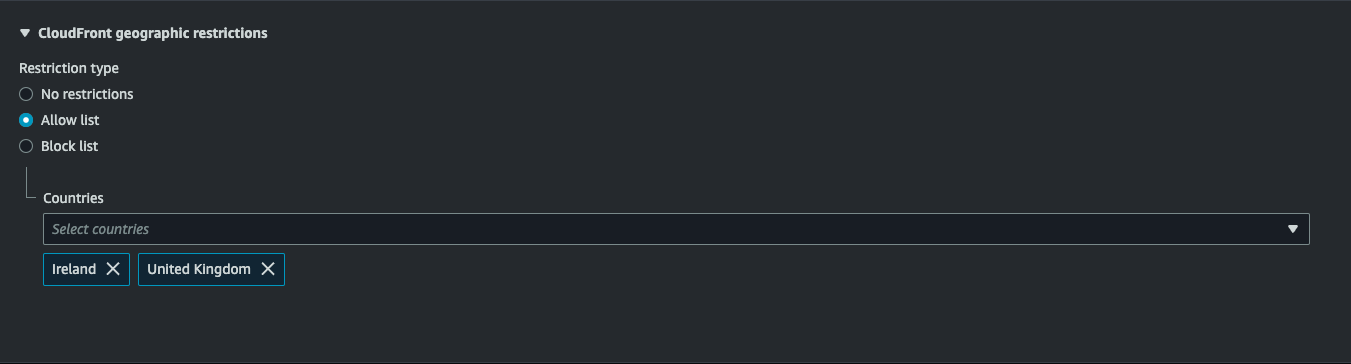 CloudFront geographic restrictions
Restriction type
No restrictions
Allow list
Block list
Countries
Select countries
Ireland
United Kingdom